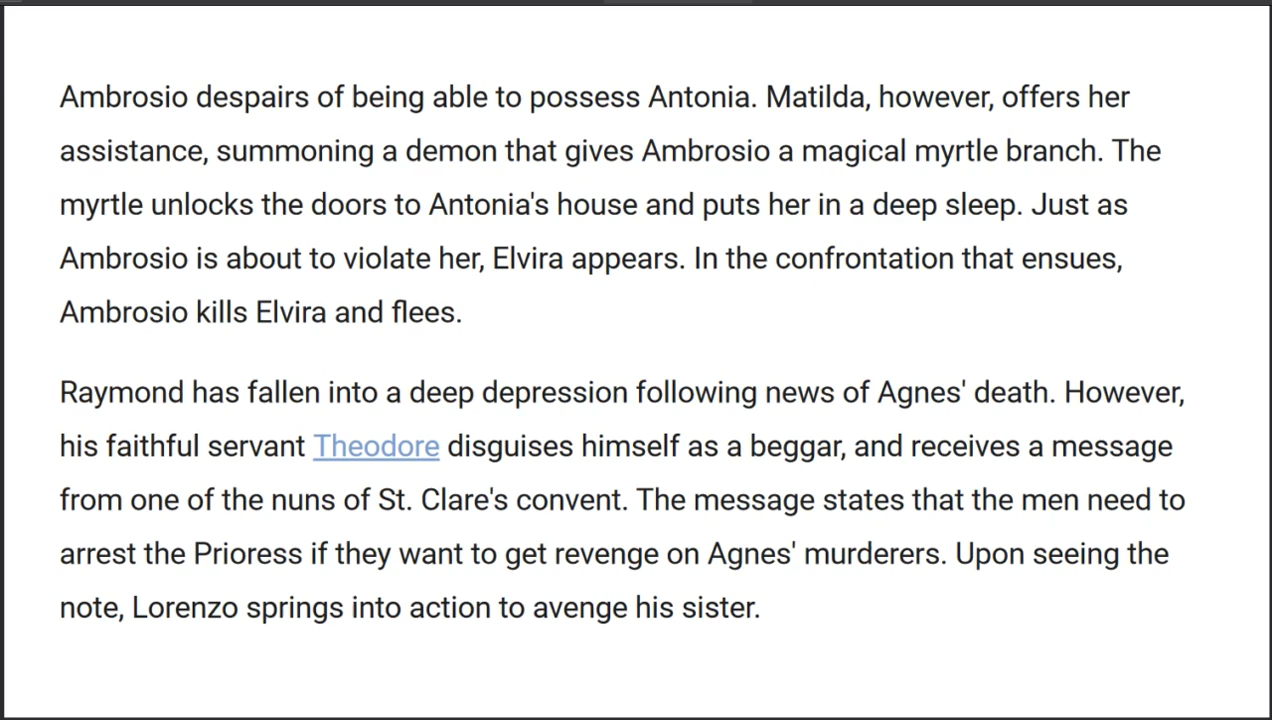 Ambrosio despairs of being able to possess Antonia. Matilda, however, offers her
assistance, summoning a demon that gives Ambrosio a magical myrtle branch. The
myrtle unlocks the doors to Antonia's house and puts her in a deep sleep. Just as
Ambrosio is about to violate her, Elvira appears. In the confrontation that ensues,
Ambrosio kills Elvira and flees.
Raymond has fallen into a deep depression following news of Agnes' death. However,
his faithful servant Theodore disguises himself as a beggar, and receives a message
from one of the nuns of St. Clare's convent. The message states that the men need to
arrest the Prioress if they want to get revenge on Agnes' murderers. Upon seeing the
note, Lorenzo springs into action to avenge his sister.